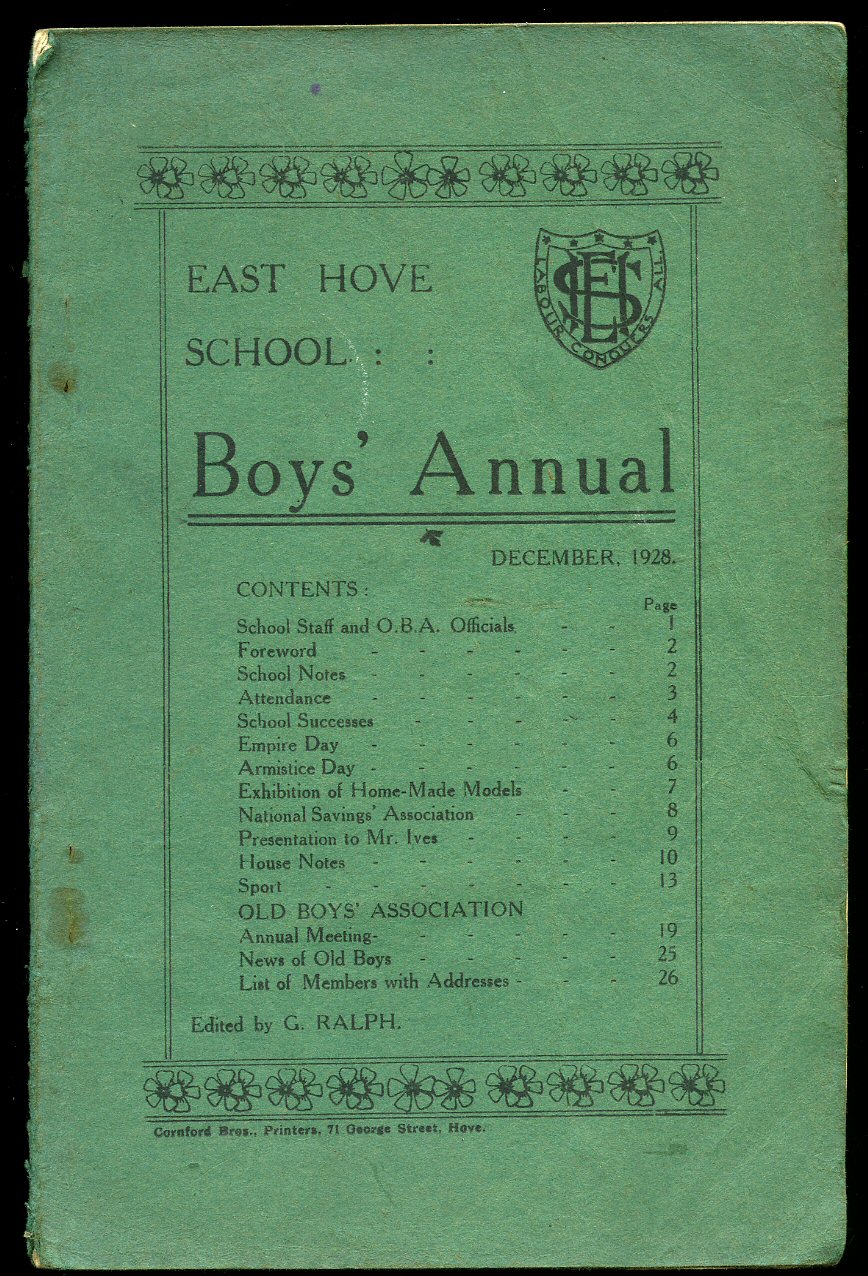 EAST HOVE
SCHOOL. : :
EHS
LABOUR CONQUERS ALL
Boys' Annual
DECEMBER, 1928.
CONTENTS :
Page
School Staff and O.B.A. Officials - - 1
Foreword - - - - - - 2
School Notes - - - - - - 2
Attendance - - - - - - 3
School Successes - - - - - 4
Empire Day - - - - - - 6
Armistice Day - - - - - - 6
Exhibition of Home-Made Models - - 7
National Savings' Association - - - 8
Presentation to Mr. Ives - - - - 9
House Notes - - - - - - 10
Sport - - - - - - - 13
OLD BOYS' ASSOCIATION
Annual Meeting- - - - - - 19
News of Old Boys - - - - - 25
List of Members with Addresses - - - 26
Edited by G. RALPH.
Cornford Bros., Printers, 71 George Street, Hove.